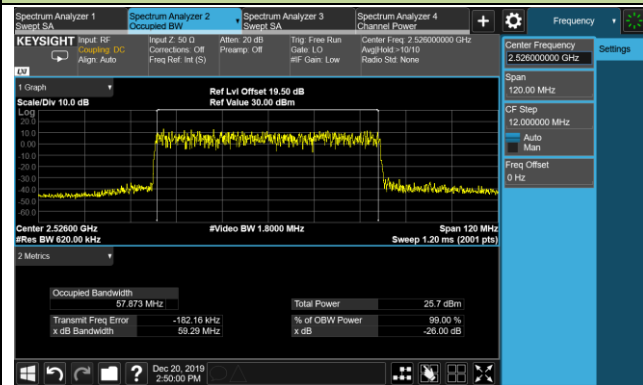 Spectrum Analyzer 1
Swept SA
Spectrum Analyzer 2
Occupied BW
Spectrum Analyzer 3
Swept SA
Spectrum Analyzer 4
Channel Power
+
Frequency
KEYSIGHT
LXI
Input: RF
Coupling: DC
Align: Auto
Input Z: 50 Ω
Corrections: Off
Freq Ref: Int (S)
Atten: 20 dB
Preamp: Off
Trig: Free Run
Gate: LO
#IF Gain: Low
Center Freq: 2.526000000 GHz
Avg|Hold:>10/10
Radio Std: None
Center Frequency
2.526000000 GHz
Settings
Span
120.00 MHz
CF Step
12.000000 MHz
Auto
Man
Freq Offset
0 Hz
1 Graph
Scale/Div 10.0 dB
Ref Lvl Offset 19.50 dB
Ref Value 30.00 dBm
Log
20.0
10.0
0.00
-10.0
-20.0
-30.0
-40.0
-50.0
-60.0
Center 2.52600 GHz
#Res BW 620.00 kHz
#Video BW 1.8000 MHz
Span 120 MHz
Sweep 1.20 ms (2001 pts)
2 Metrics
Occupied Bandwidth
57.873 MHz
Total Power 25.7 dBm
Transmit Freq Error -182.16 kHz
% of OBW Power 99.00 %
x dB Bandwidth 59.29 MHz
x dB -26.00 dB
?
Dec 20, 2019
2:50:00 PM